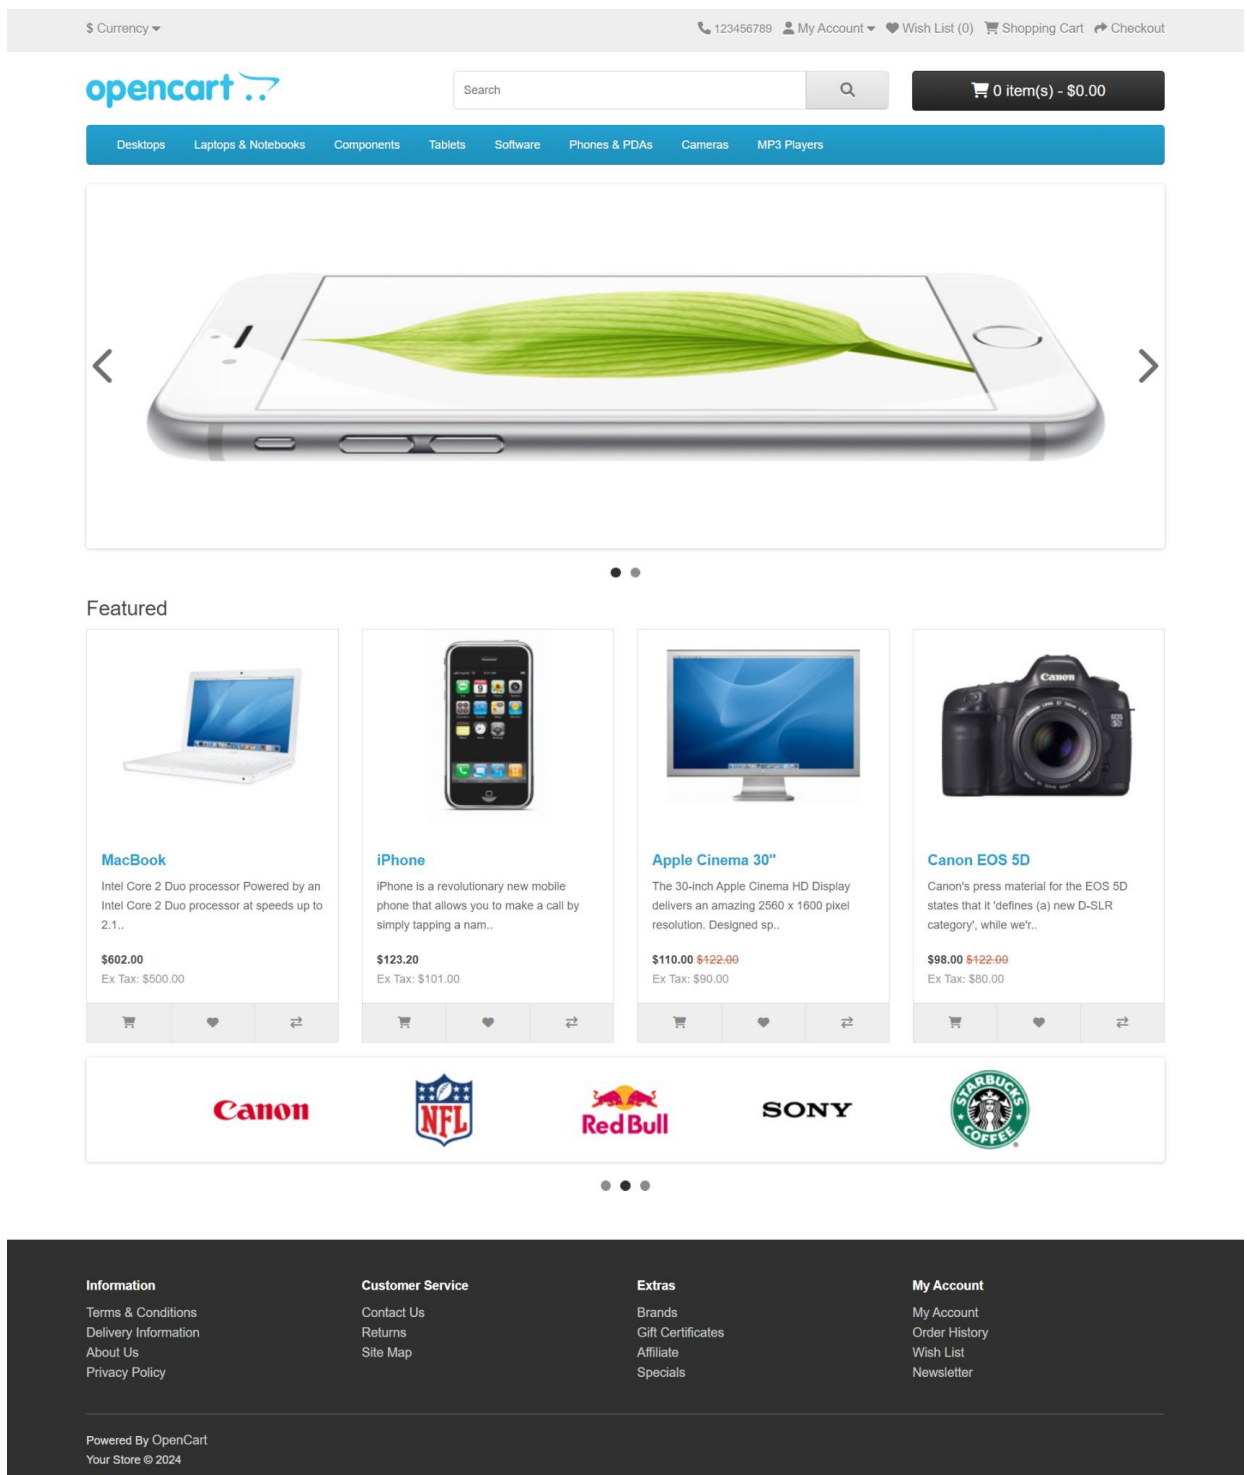 $ Currency
123456789 My Account Wish List (0) Shopping Cart Checkout
opencart
Search
0 item(s) - $0.00
Desktops Laptops & Notebooks Components Tablets Software Phones & PDAs Cameras MP3 Players
Featured
Canon
EOS
5D
MacBook
Intel Core 2 Duo processor Powered by an
Intel Core 2 Duo processor at speeds up to
2.1..
$602.00
Ex Tax: $500.00
iPhone
iPhone is a revolutionary new mobile
phone that allows you to make a call by
simply tapping a nam..
$123.20
Ex Tax: $101.00
Apple Cinema 30"
The 30-inch Apple Cinema HD Display
delivers an amazing 2560 x 1600 pixel
resolution. Designed sp..
$110.00 $122.00
Ex Tax: $90.00
Canon EOS 5D
Canon's press material for the EOS 5D
states that it 'defines (a) new D-SLR
category', while we'r..
$98.00 $122.00
Ex Tax: $80.00
Canon
NFL
Red Bull
SONY
STARBUCKS
COFFEE
Information
Terms & Conditions
Delivery Information
About Us
Privacy Policy
Customer Service
Contact Us
Returns
Site Map
Extras
Brands
Gift Certificates
Affiliate
Specials
My Account
My Account
Order History
Wish List
Newsletter
Powered By OpenCart
Your Store © 2024